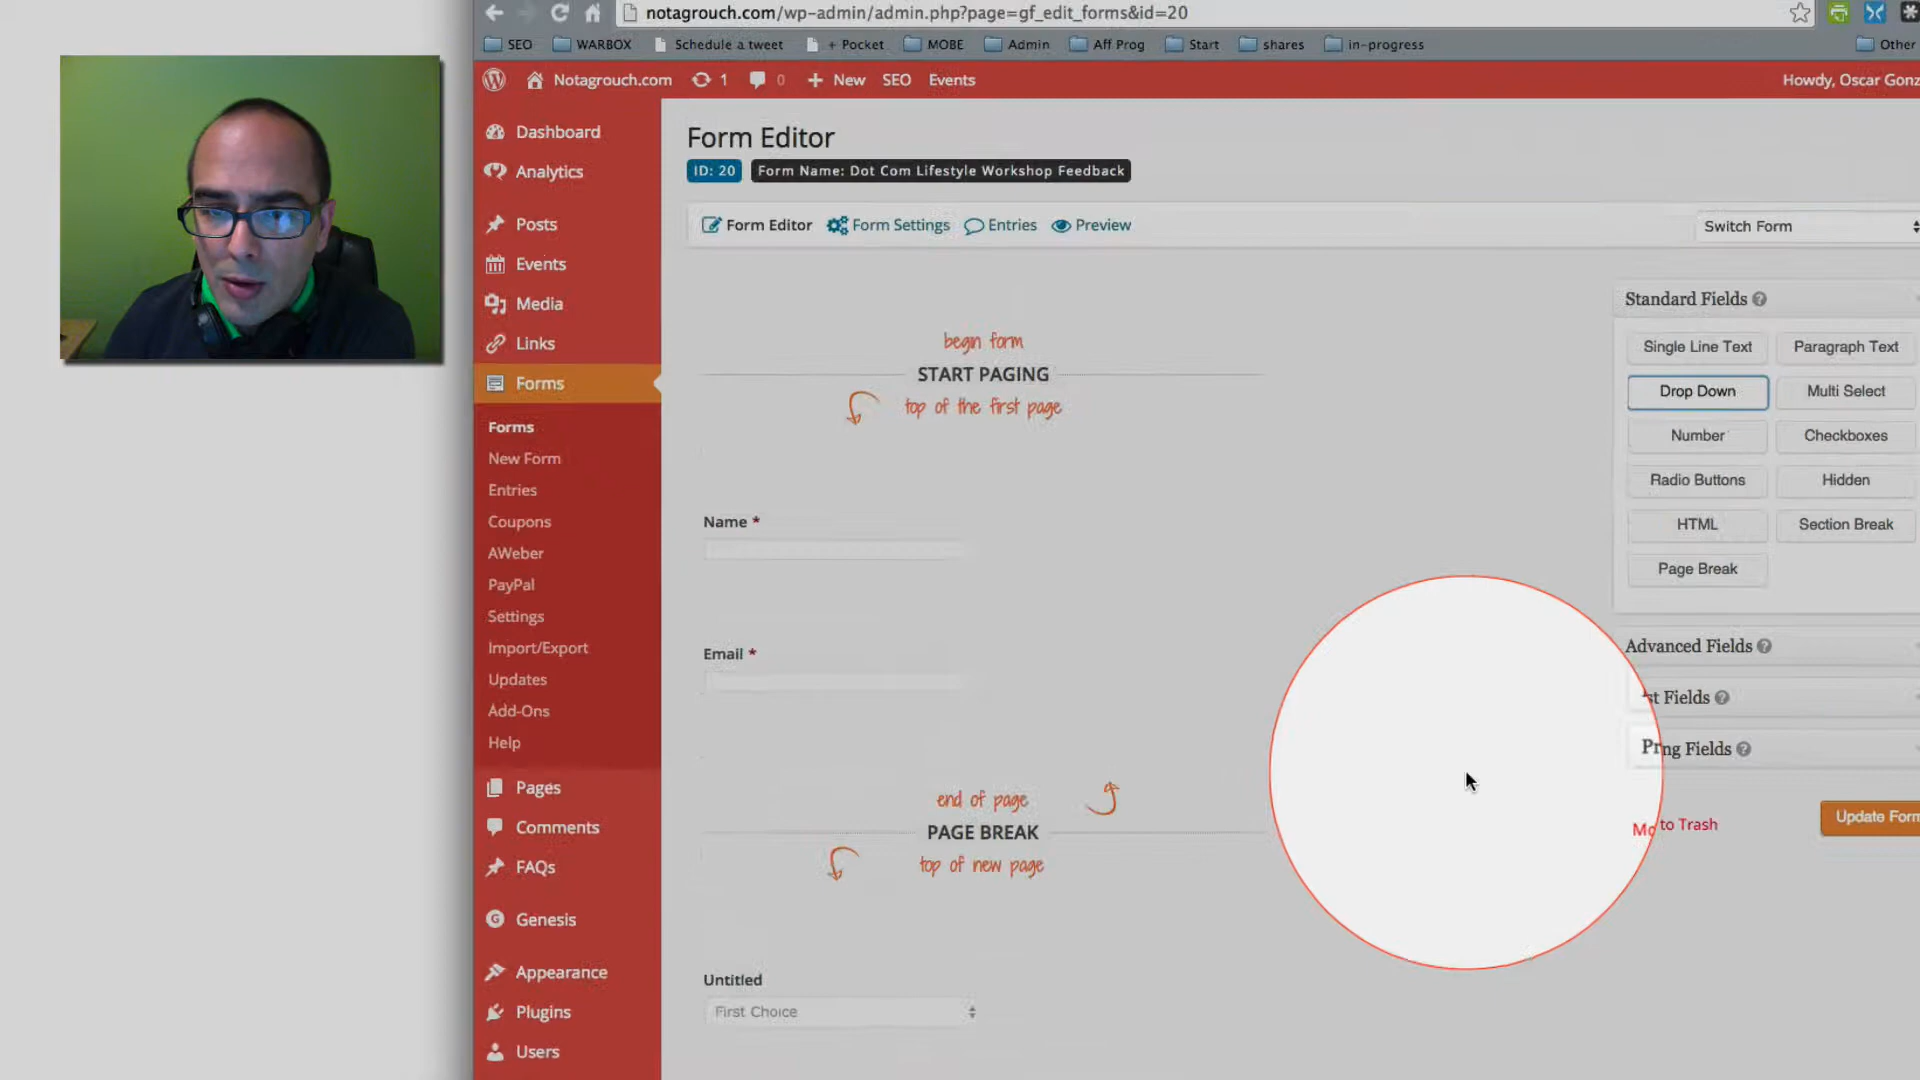 notagrouch.com/wp-admin/admin.php?page=gf_edit_forms&id=20
SEO WARBOX Schedule a tweet + Pocket MOBE Admin Aff Prog Start shares in-progress Other
Notagrouch.com 1 0 + New SEO Events Howdy, Oscar Gonz
Dashboard
Analytics
Posts
Events
Media
Links
Forms
Forms
New Form
Entries
Coupons
AWeber
PayPal
Settings
Import/Export
Updates
Add-Ons
Help
Pages
Comments
FAQs
Genesis
Appearance
Plugins
Users
Form Editor
ID: 20 Form Name: Dot Com Lifestyle Workshop Feedback
Form Editor Form Settings Entries Preview
Switch Form
begin form
START PAGING
top of the first page
Name *
Email *
end of page
PAGE BREAK
top of new page
Untitled
First Choice
Standard Fields ?
Single Line Text Paragraph Text
Drop Down Multi Select
Number Checkboxes
Radio Buttons Hidden
HTML Section Break
Page Break
Advanced Fields ?
st Fields ?
Prng Fields ?
Mo to Trash
Update Form